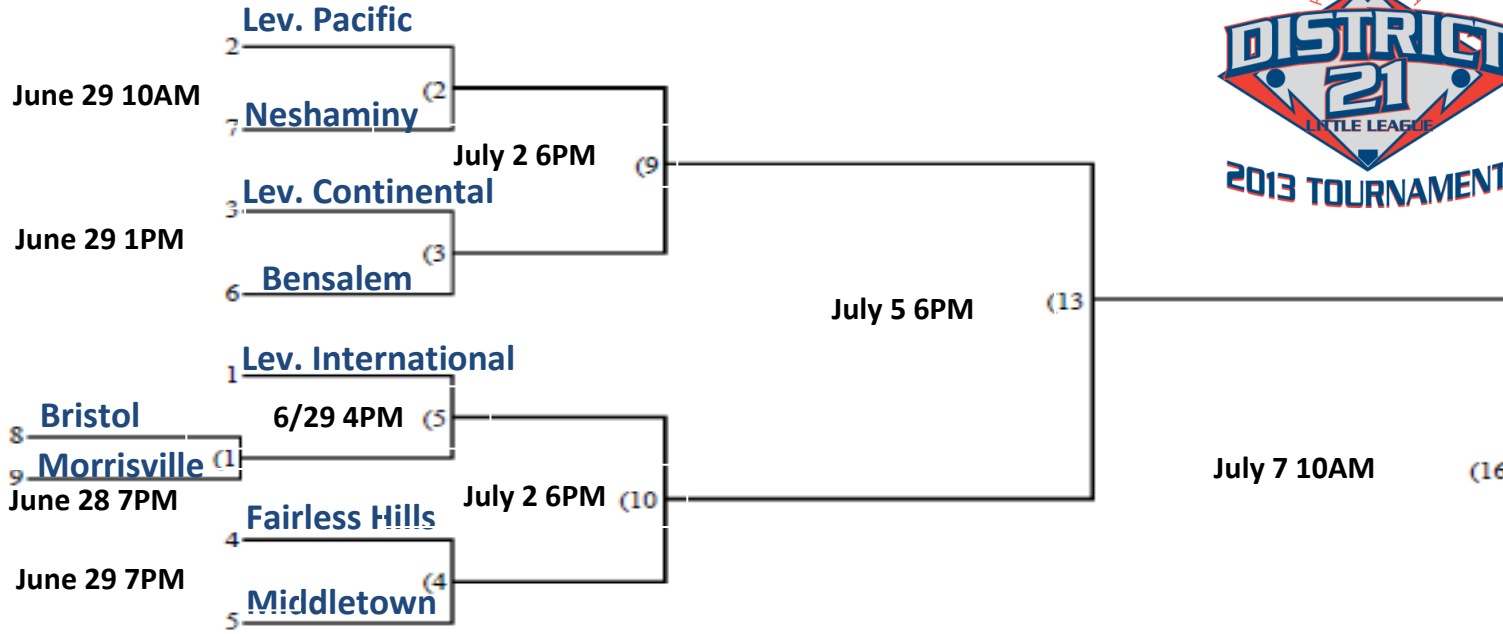 Lev. Pacific
2
June 29 10AM
(2
Neshaminy
7
July 2 6PM
(9
Lev. Continental
3
June 29 1PM
(3
Bensalem
6
July 5 6PM
(13
Lev. International
1
Bristol
8
6/29 4PM
(5
Morrisville
9
(1
June 28 7PM
July 2 6PM
(10
Fairless Hills
4
June 29 7PM
(4
Middletown
5
July 7 10AM
(16
DISTRICT
21
LITTLE LEAGUE
2013 TOURNAMENT